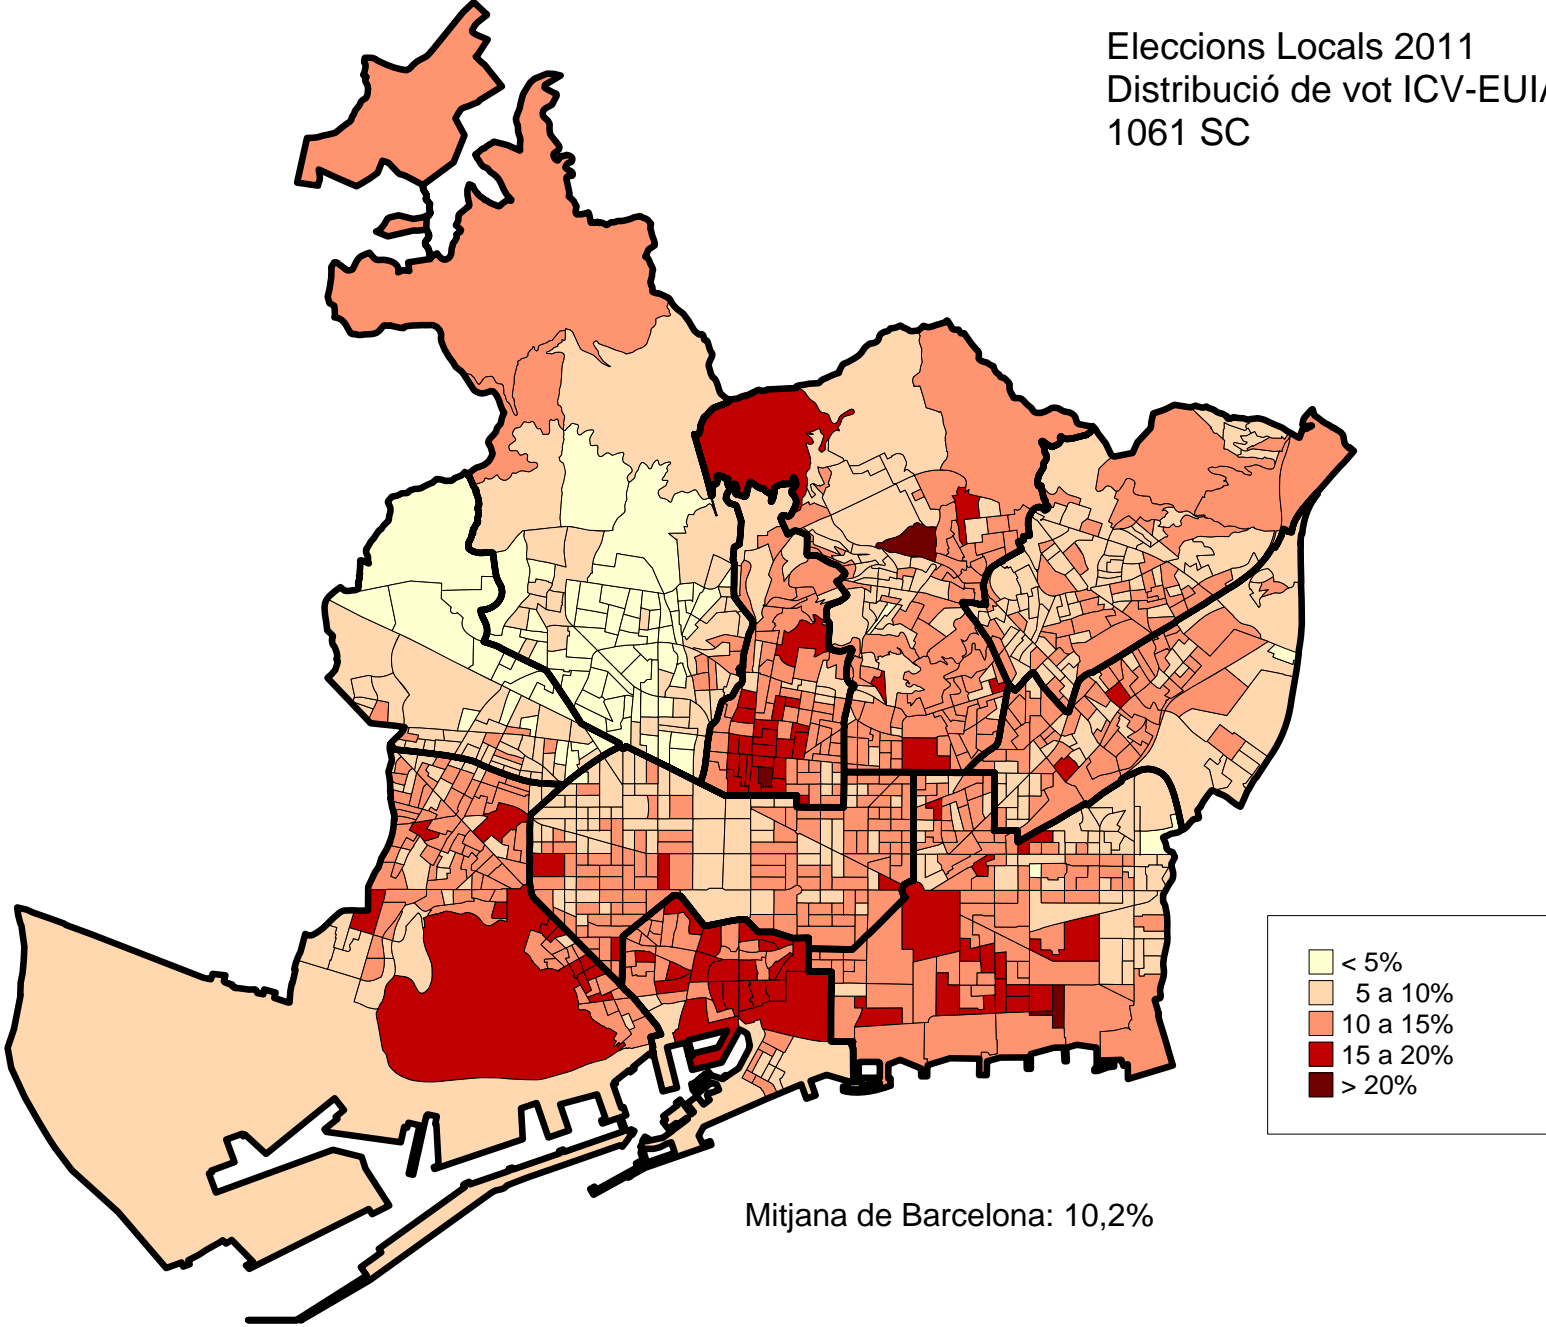 Eleccions Locals 2011
Distribució de vot ICV-EUIA
1061 SC
< 5%
5 a 10%
10 a 15%
15 a 20%
> 20%
Mitjana de Barcelona: 10,2%